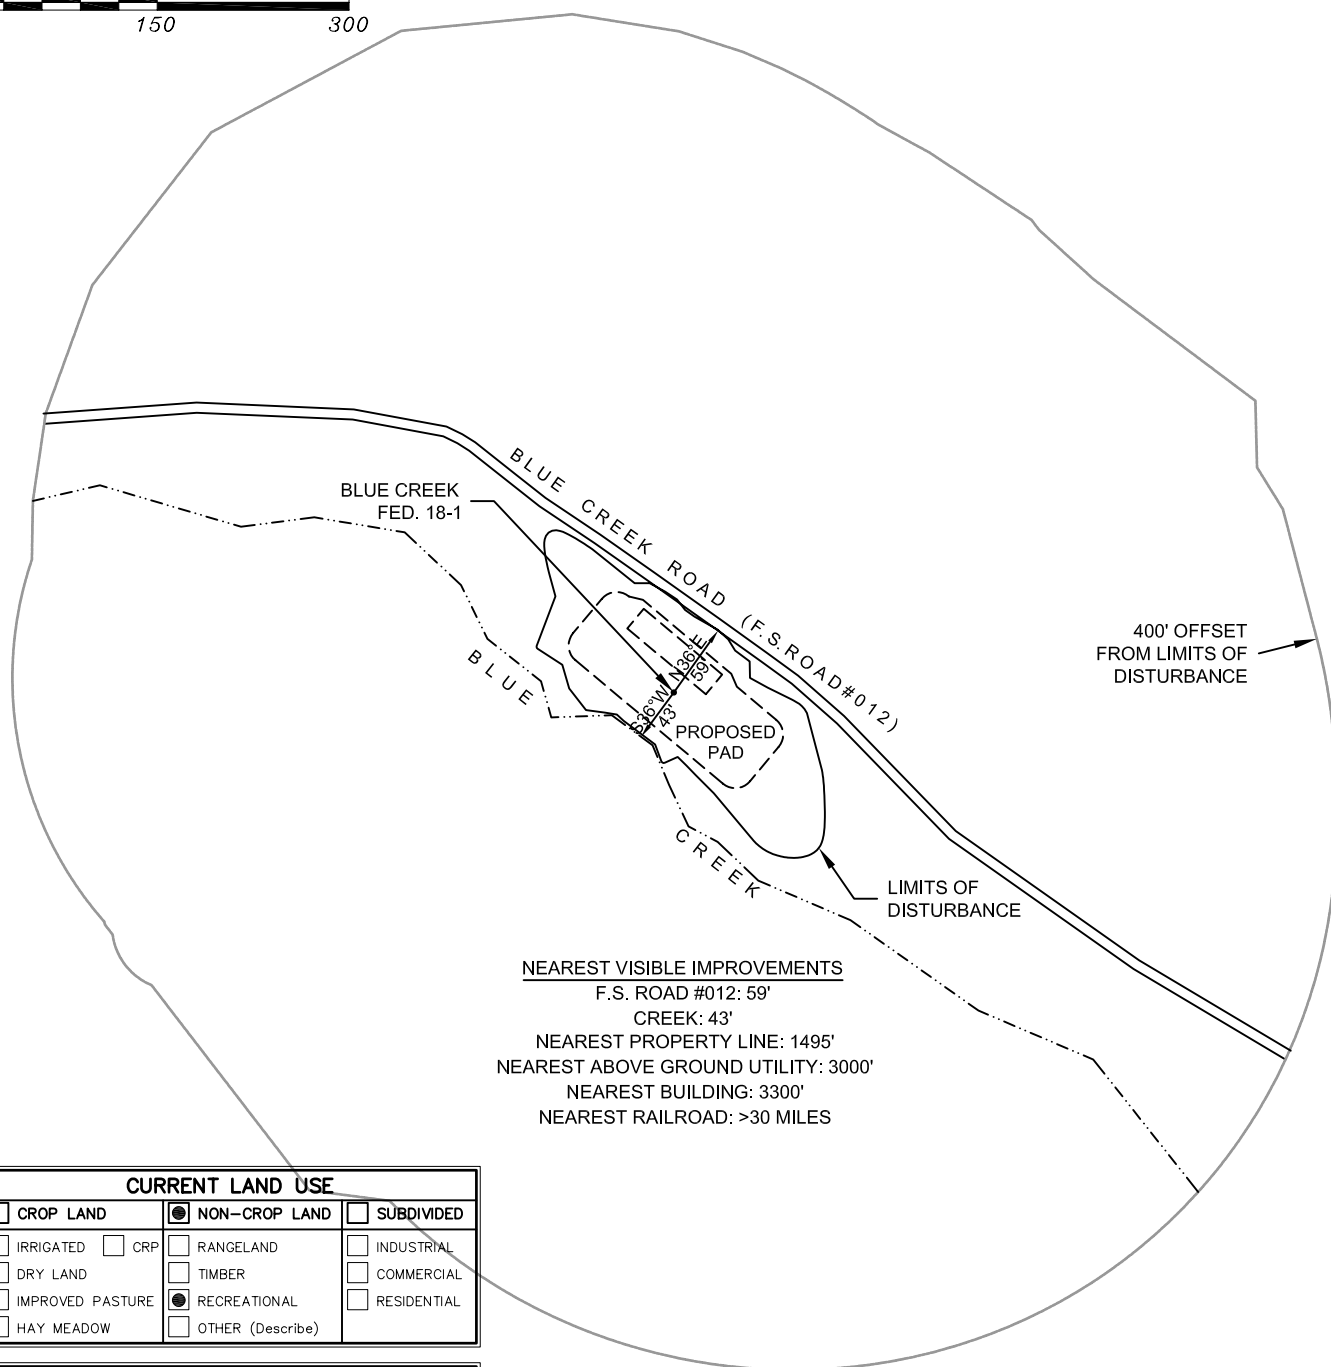 150 300
BLUE CREEK
FED. 18-1
BLUE CREEK ROAD (F.S.ROAD#012)
400' OFFSET
FROM LIMITS OF
DISTURBANCE
N36°E
59'
S36°W
43'
PROPOSED
PAD
BLUE CREEK
LIMITS OF
DISTURBANCE
NEAREST VISIBLE IMPROVEMENTS
F.S. ROAD #012: 59'
CREEK: 43'
NEAREST PROPERTY LINE: 1495'
NEAREST ABOVE GROUND UTILITY: 3000'
NEAREST BUILDING: 3300'
NEAREST RAILROAD: >30 MILES
CURRENT LAND USE
CROP LAND NON-CROP LAND SUBDIVIDED
IRRIGATED CRP RANGELAND INDUSTRIAL
DRY LAND TIMBER COMMERCIAL
IMPROVED PASTURE RECREATIONAL RESIDENTIAL
HAY MEADOW OTHER (Describe)